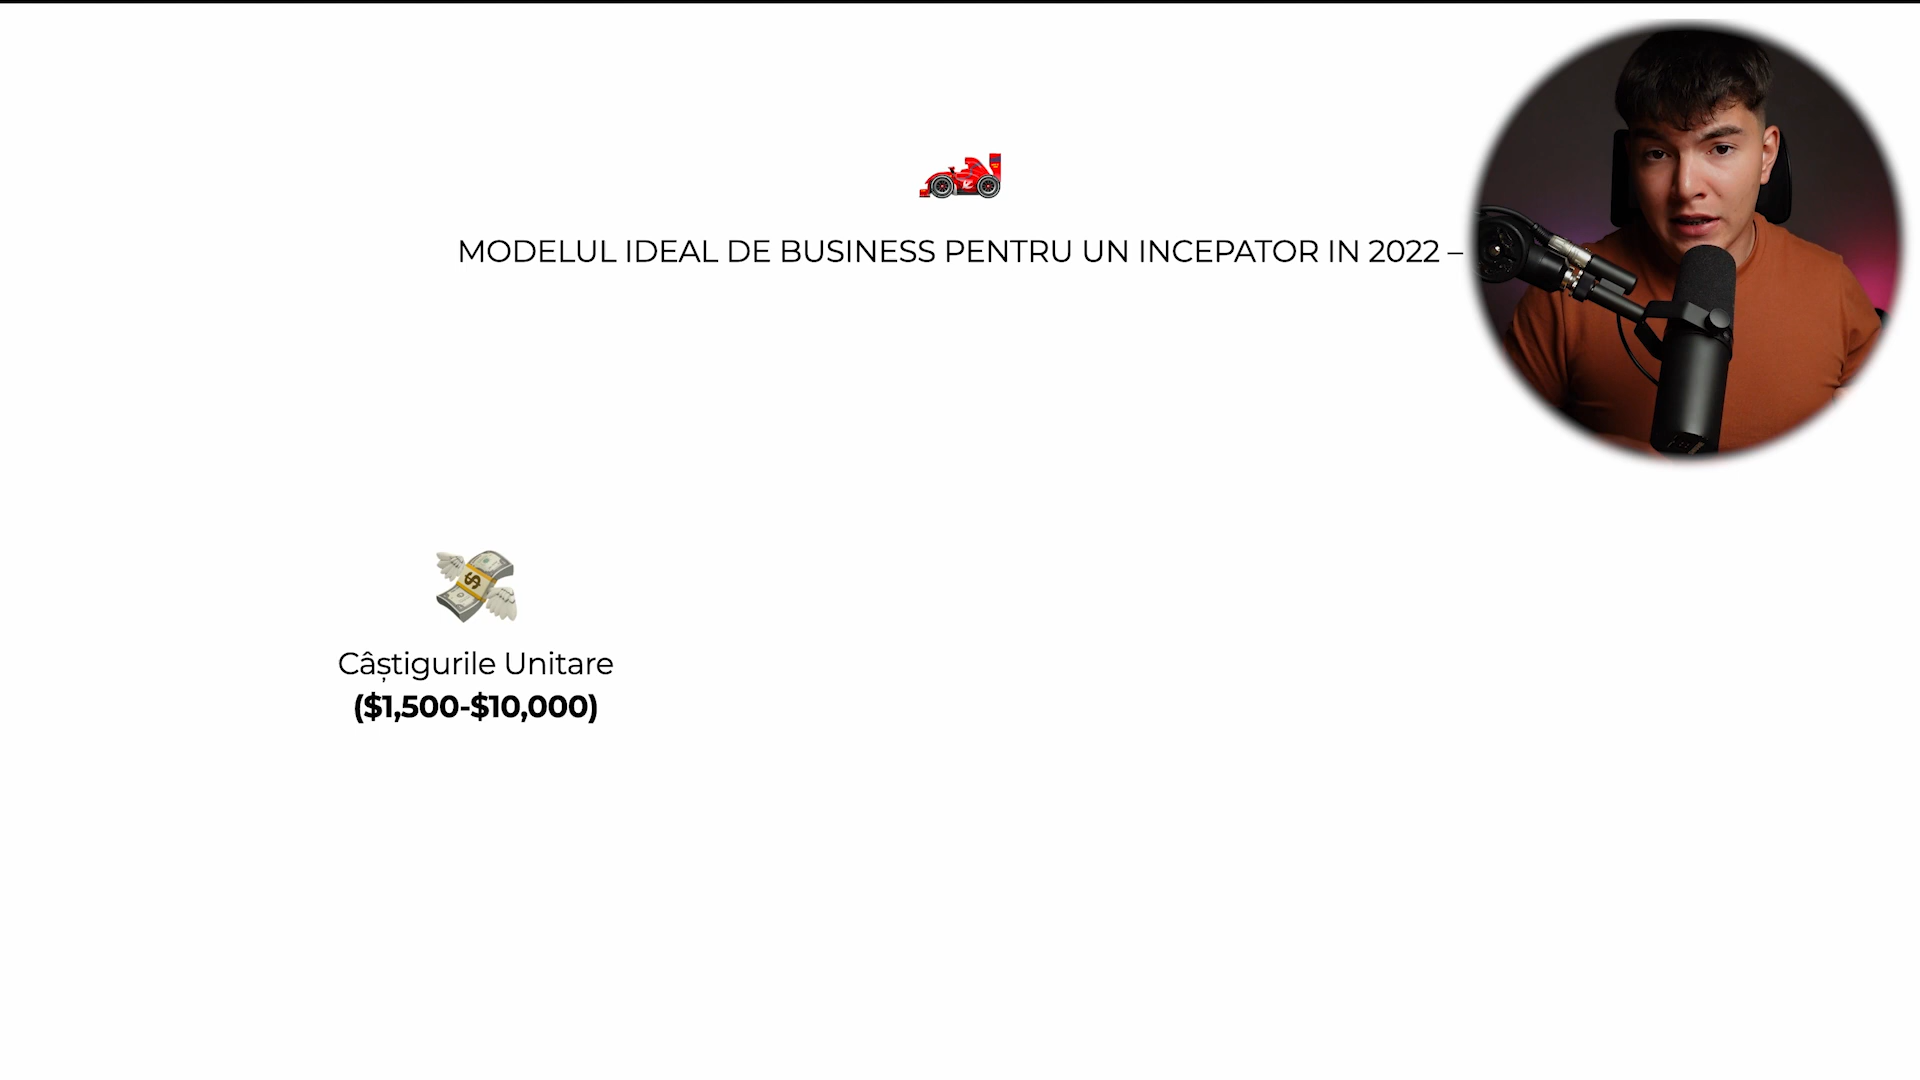 MODELUL IDEAL DE BUSINESS PENTRU UN INCEPATOR IN 2022 –
Câștigurile Unitare
($1,500-$10,000)